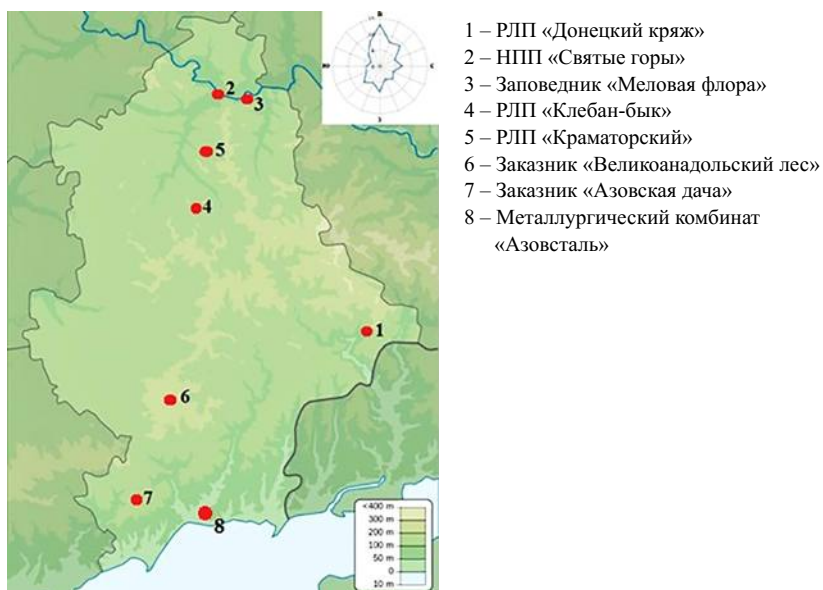 1 – РЛП «Донецкий кряж»
2 – НПП «Святые горы»
3 – Заповедник «Меловая флора»
4 – РЛП «Клебан-бык»
5 – РЛП «Краматорский»
6 – Заказник «Великоанадольский лес»
7 – Заказник «Азовская дача»
8 – Металлургический комбинат
«Азовсталь»
2
3
5
4
1
6
7
8
<400 m
300 m
200 m
100 m
50 m
0
10 m